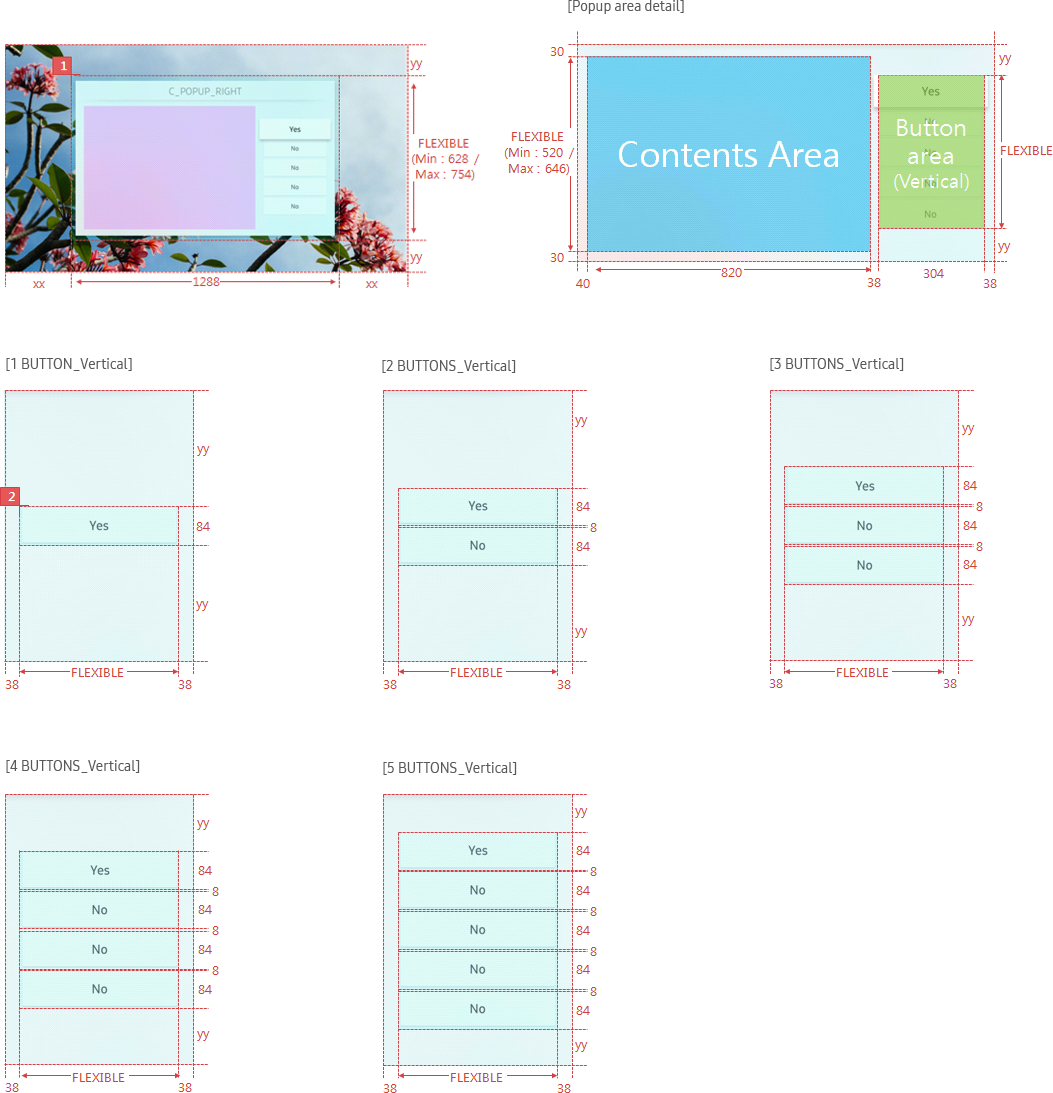 [Popup area detail]
1
C_POPUP_RIGHT
Yes
No
No
No
No
yy
FLEXIBLE
(Min : 628 /
Max : 754)
yy
xx
1288
xx
30
FLEXIBLE
(Min : 520 /
Max : 646)
30
Contents Area
Yes
Button
area
(Vertical)
No
yy
FLEXIBLE
yy
40
820
38
304
38
[1 BUTTON_Vertical]
yy
2
Yes
84
yy
FLEXIBLE
38
38
[2 BUTTONS_Vertical]
yy
Yes
84
8
No
84
yy
FLEXIBLE
38
38
[3 BUTTONS_Vertical]
yy
Yes
84
8
No
84
8
No
84
yy
FLEXIBLE
38
38
[4 BUTTONS_Vertical]
yy
Yes
84
8
No
84
8
No
84
8
No
84
yy
FLEXIBLE
38
38
[5 BUTTONS_Vertical]
yy
Yes
84
8
No
84
8
No
84
8
No
84
8
No
84
yy
FLEXIBLE
38
38